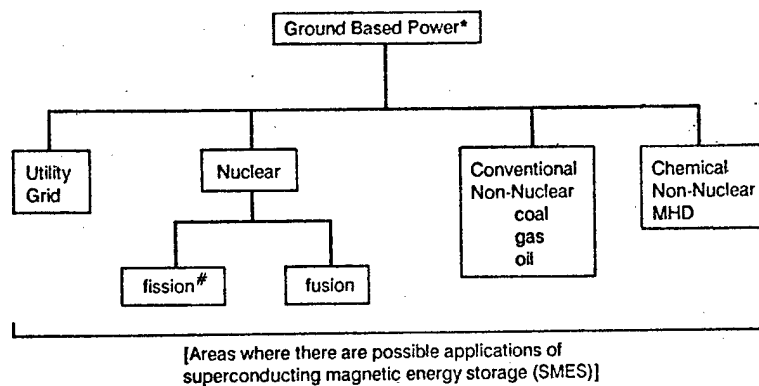 Ground Based Power*
Utility
Grid
Nuclear
Conventional
Non-Nuclear
coal
gas
oil
Chemical
Non-Nuclear
MHD
fission#
fusion
[Areas where there are possible applications of
superconducting magnetic energy storage (SMES)]